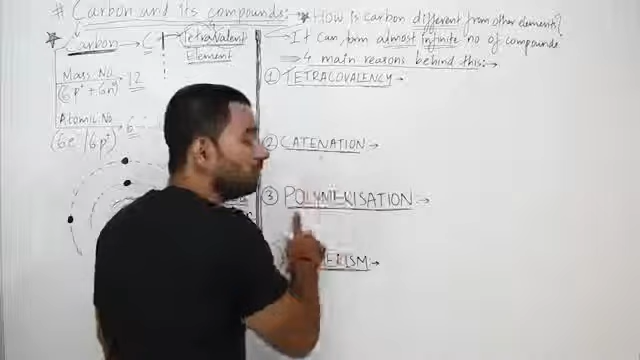 # Carbon and its compounds:
* How is carbon different from other elements?
* Carbon → C → Tetravalent Element
Mass. No → 12
(6p⁺ + 6n⁰)
Atomic. No → 6
(6e⁻/6p⁺)
→ It can form almost infinite no of compounds
⇒ 4 main reasons behind this:→
① TETRACOVALENCY →
② CATENATION →
③ POLYMERISATION →
ERISM →